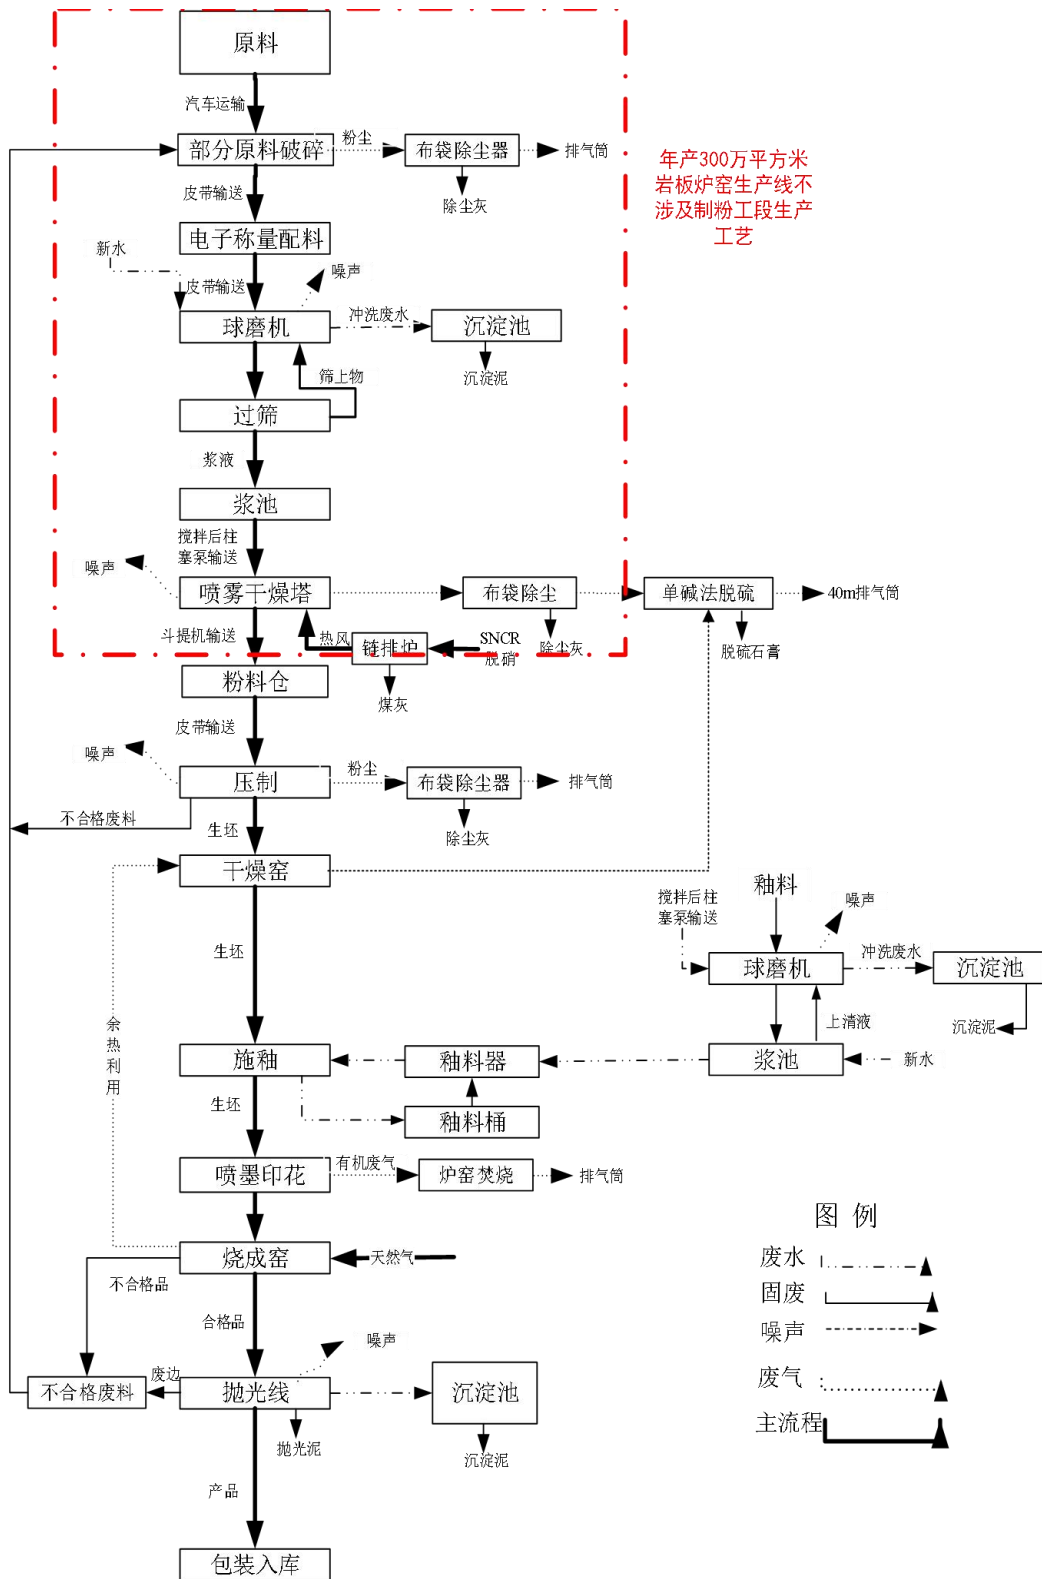 原料
汽车运输
部分原料破碎
粉尘
布袋除尘器
排气筒
除尘灰
年产300万平方米
岩板炉窑生产线不
涉及制粉工段生产
工艺
皮带输送
电子称量配料
新水
皮带输送
噪声
球磨机
冲洗废水
沉淀池
沉淀泥
筛上物
过筛
浆液
浆池
搅拌后柱
塞泵输送
噪声
喷雾干燥塔
布袋除尘
单碱法脱硫
40m排气筒
斗提机输送
热风
链排炉
SNCR
脱硝
除尘灰
脱硫石膏
粉料仓
煤灰
皮带输送
噪声
压制
粉尘
布袋除尘器
排气筒
除尘灰
不合格废料
生坯
干燥窑
釉料
搅拌后柱
塞泵输送
噪声
球磨机
冲洗废水
沉淀池
生坯
上清液
沉淀泥
余
热
利
用
施釉
釉料器
浆池
新水
生坯
釉料桶
喷墨印花
有机废气
炉窑焚烧
排气筒
烧成窑
天然气
不合格品
合格品
噪声
废边
不合格废料
抛光线
沉淀池
抛光泥
沉淀泥
产品
包装入库
图 例
废水
固废
噪声
废气
主流程